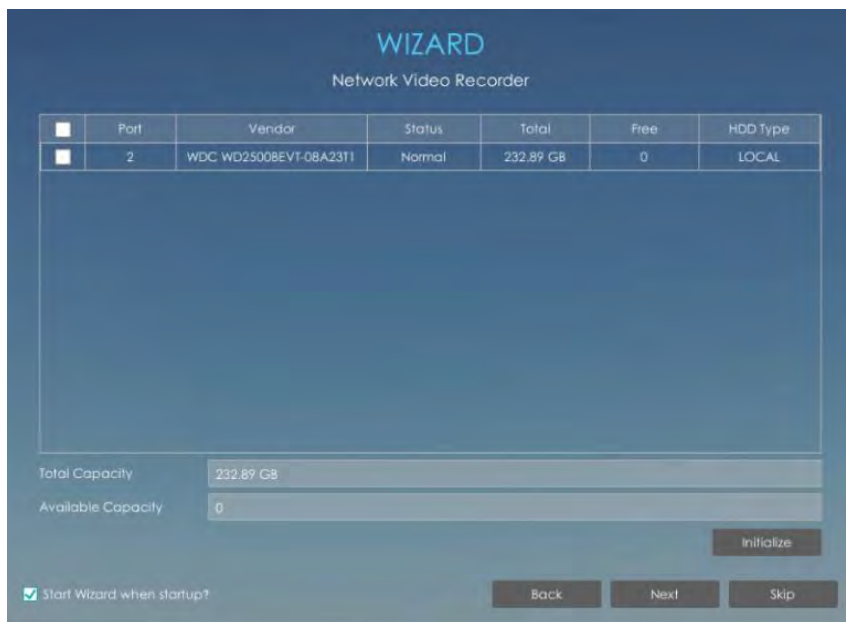 WIZARD
Network Video Recorder
Port Vendor Status Total Free HDD Type
2 WDC WD2500BEVT-08A23T1 Normal 232.89 GB 0 LOCAL
Total Capacity 232.89 GB
Available Capacity 0
Initialize
Start Wizard when startup? Back Next Skip